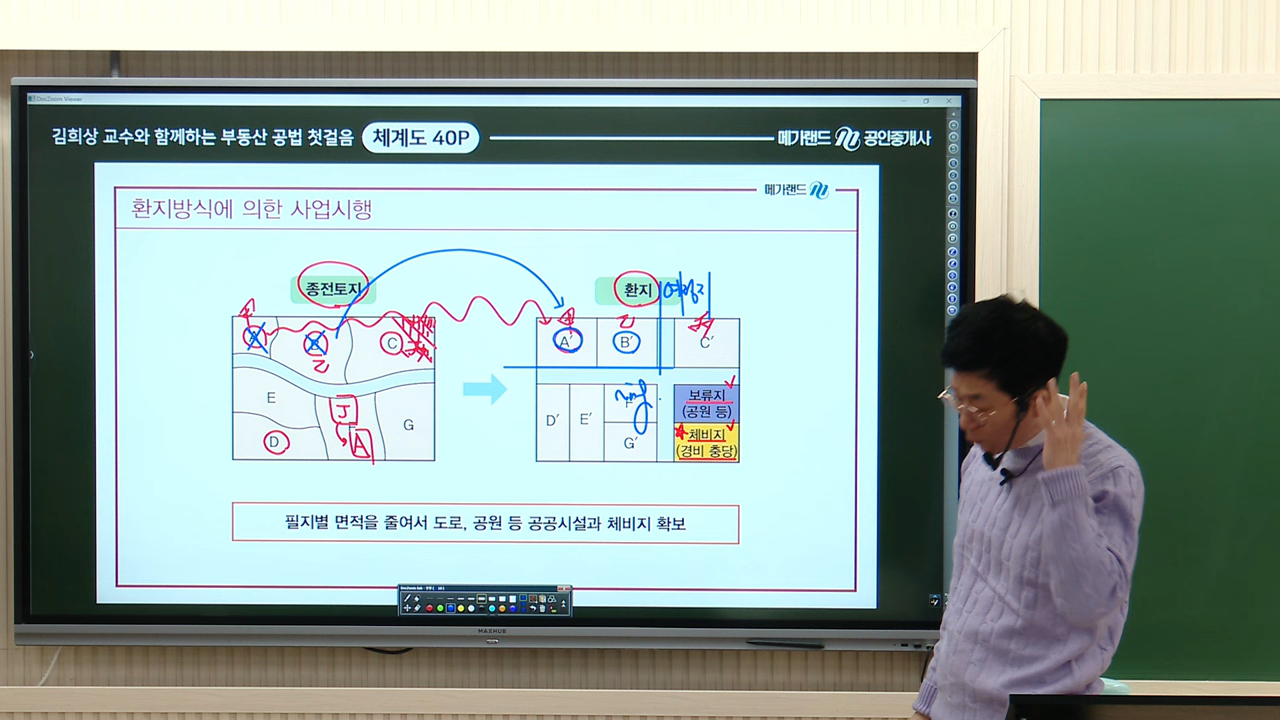 DocZoom Viewer
김희상 교수와 함께하는 부동산 공법 첫걸음 체계도 40P
메가랜드 공인중개사
메가랜드
환지방식에 의한 사업시행
종전토지
환지
C
A'
B'
C'
E
J
D
A
G
D'
E'
F'
G'
보류지
(공원 등)
체비지
(경비 충당)
필지별 면적을 줄여서 도로, 공원 등 공공시설과 체비지 확보
MAXHUB